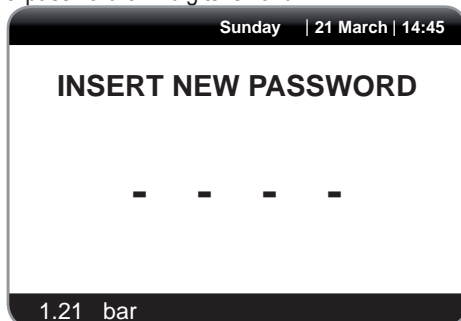 Sunday | 21 March | 14:45
INSERT NEW PASSWORD
- - - -
1.21 bar